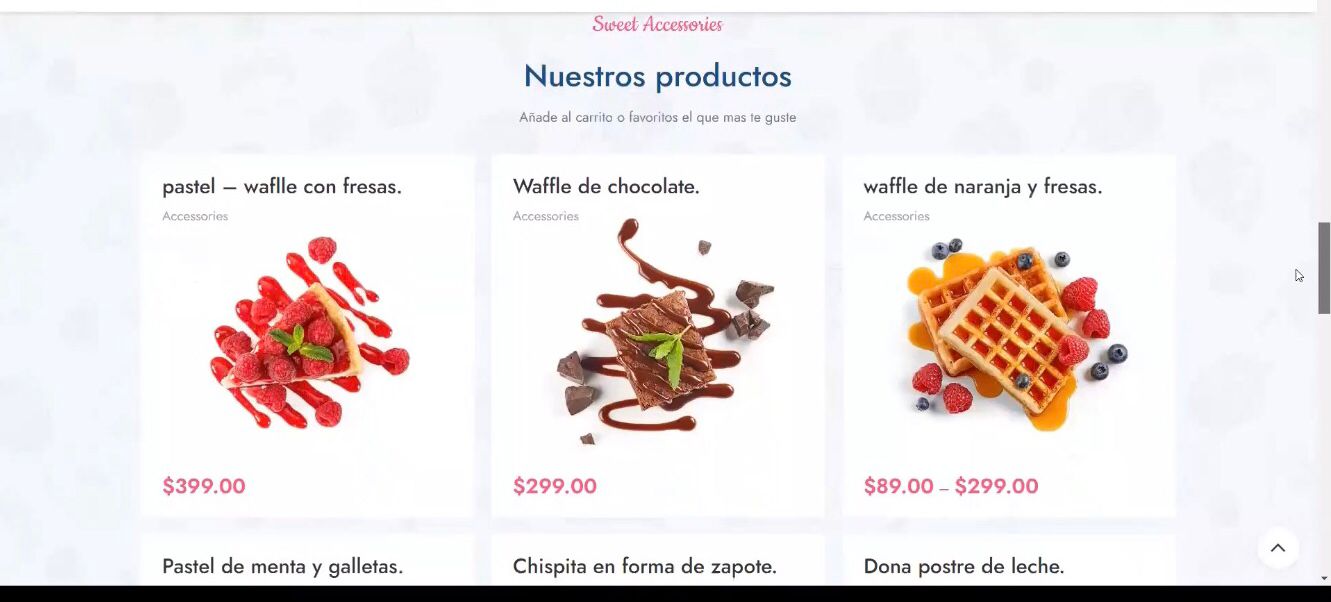 Sweet Accessories
Nuestros productos
Añade al carrito o favoritos el que mas te guste
pastel – waflle con fresas.
Accessories
$399.00
Waffle de chocolate.
Accessories
$299.00
waffle de naranja y fresas.
Accessories
$89.00 – $299.00
Pastel de menta y galletas.
Chispita en forma de zapote.
Dona postre de leche.